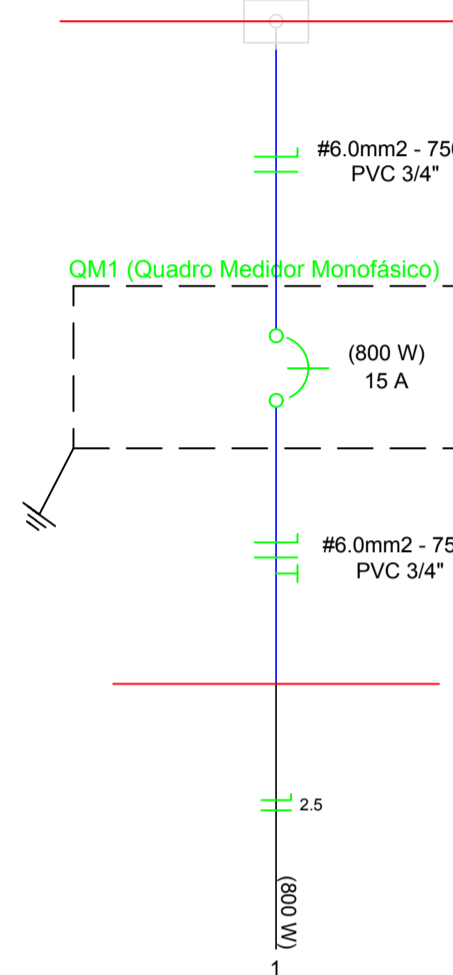 #6.0mm2 - 750
PVC 3/4"
QM1 (Quadro Medidor Monofásico)
(800 W)
15 A
#6.0mm2 - 75
PVC 3/4"
2.5
(800 W)
1